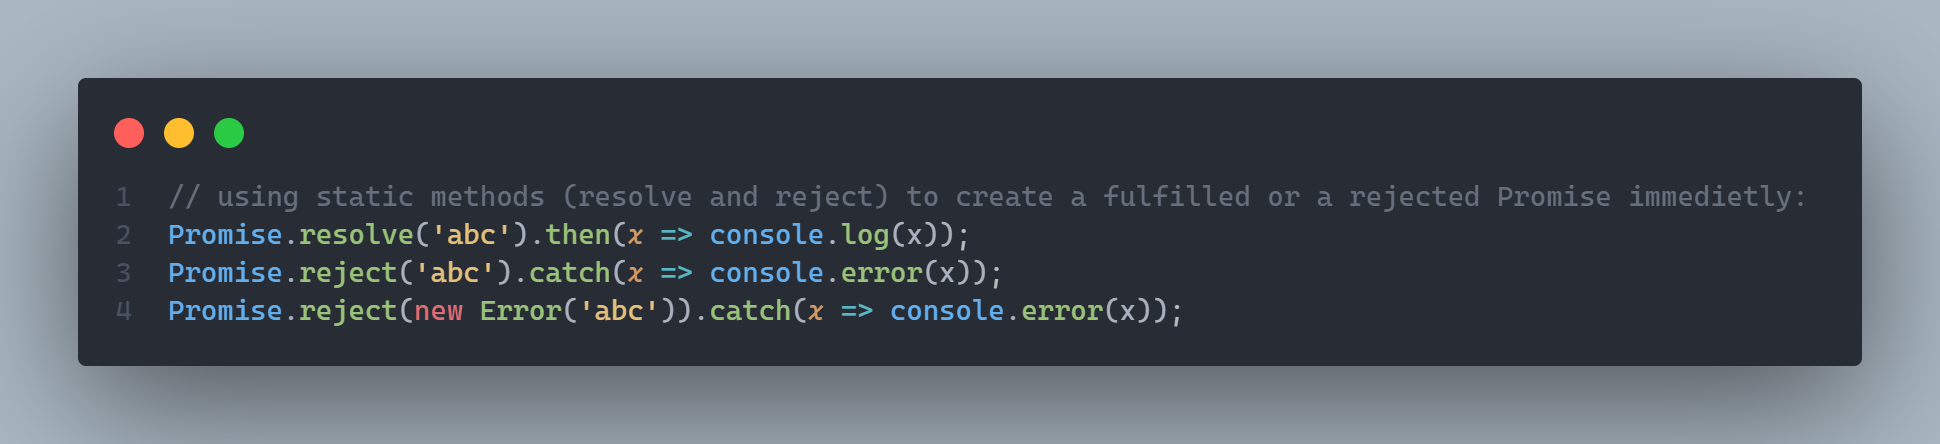 1 // using static methods (resolve and reject) to create a fulfilled or a rejected Promise immedietly:
2 Promise.resolve('abc').then(x => console.log(x));
3 Promise.reject('abc').catch(x => console.error(x));
4 Promise.reject(new Error('abc')).catch(x => console.error(x));